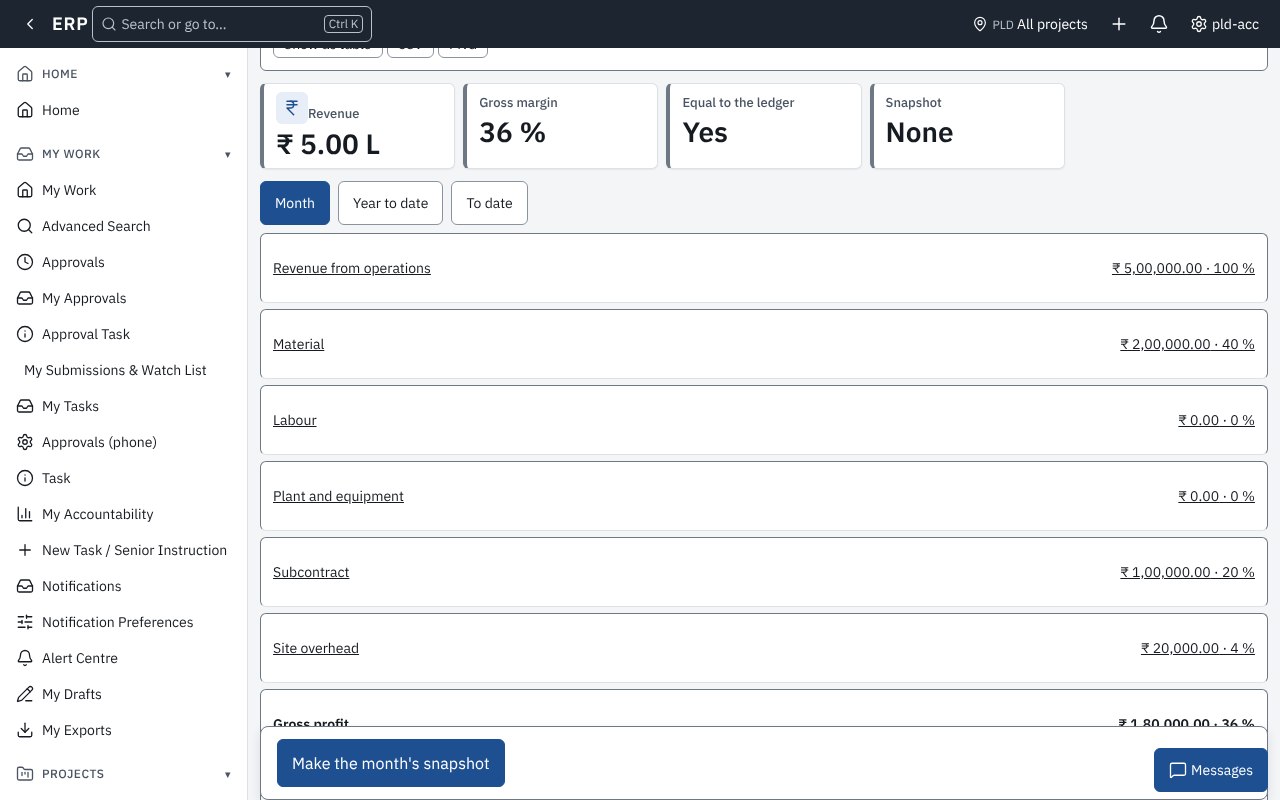 ERP
Search or go to...
Ctrl K
PLD All projects
pld-acc
HOME
Home
MY WORK
My Work
Advanced Search
Approvals
My Approvals
Approval Task
My Submissions & Watch List
My Tasks
Approvals (phone)
Task
My Accountability
New Task / Senior Instruction
Notifications
Notification Preferences
Alert Centre
My Drafts
My Exports
PROJECTS
₹ Revenue
₹ 5.00 L
Gross margin
36 %
Equal to the ledger
Yes
Snapshot
None
Month
Year to date
To date
Revenue from operations
₹ 5,00,000.00 · 100 %
Material
₹ 2,00,000.00 · 40 %
Labour
₹ 0.00 · 0 %
Plant and equipment
₹ 0.00 · 0 %
Subcontract
₹ 1,00,000.00 · 20 %
Site overhead
₹ 20,000.00 · 4 %
Gross profit
₹ 1,80,000.00 · 36 %
Make the month's snapshot
Messages